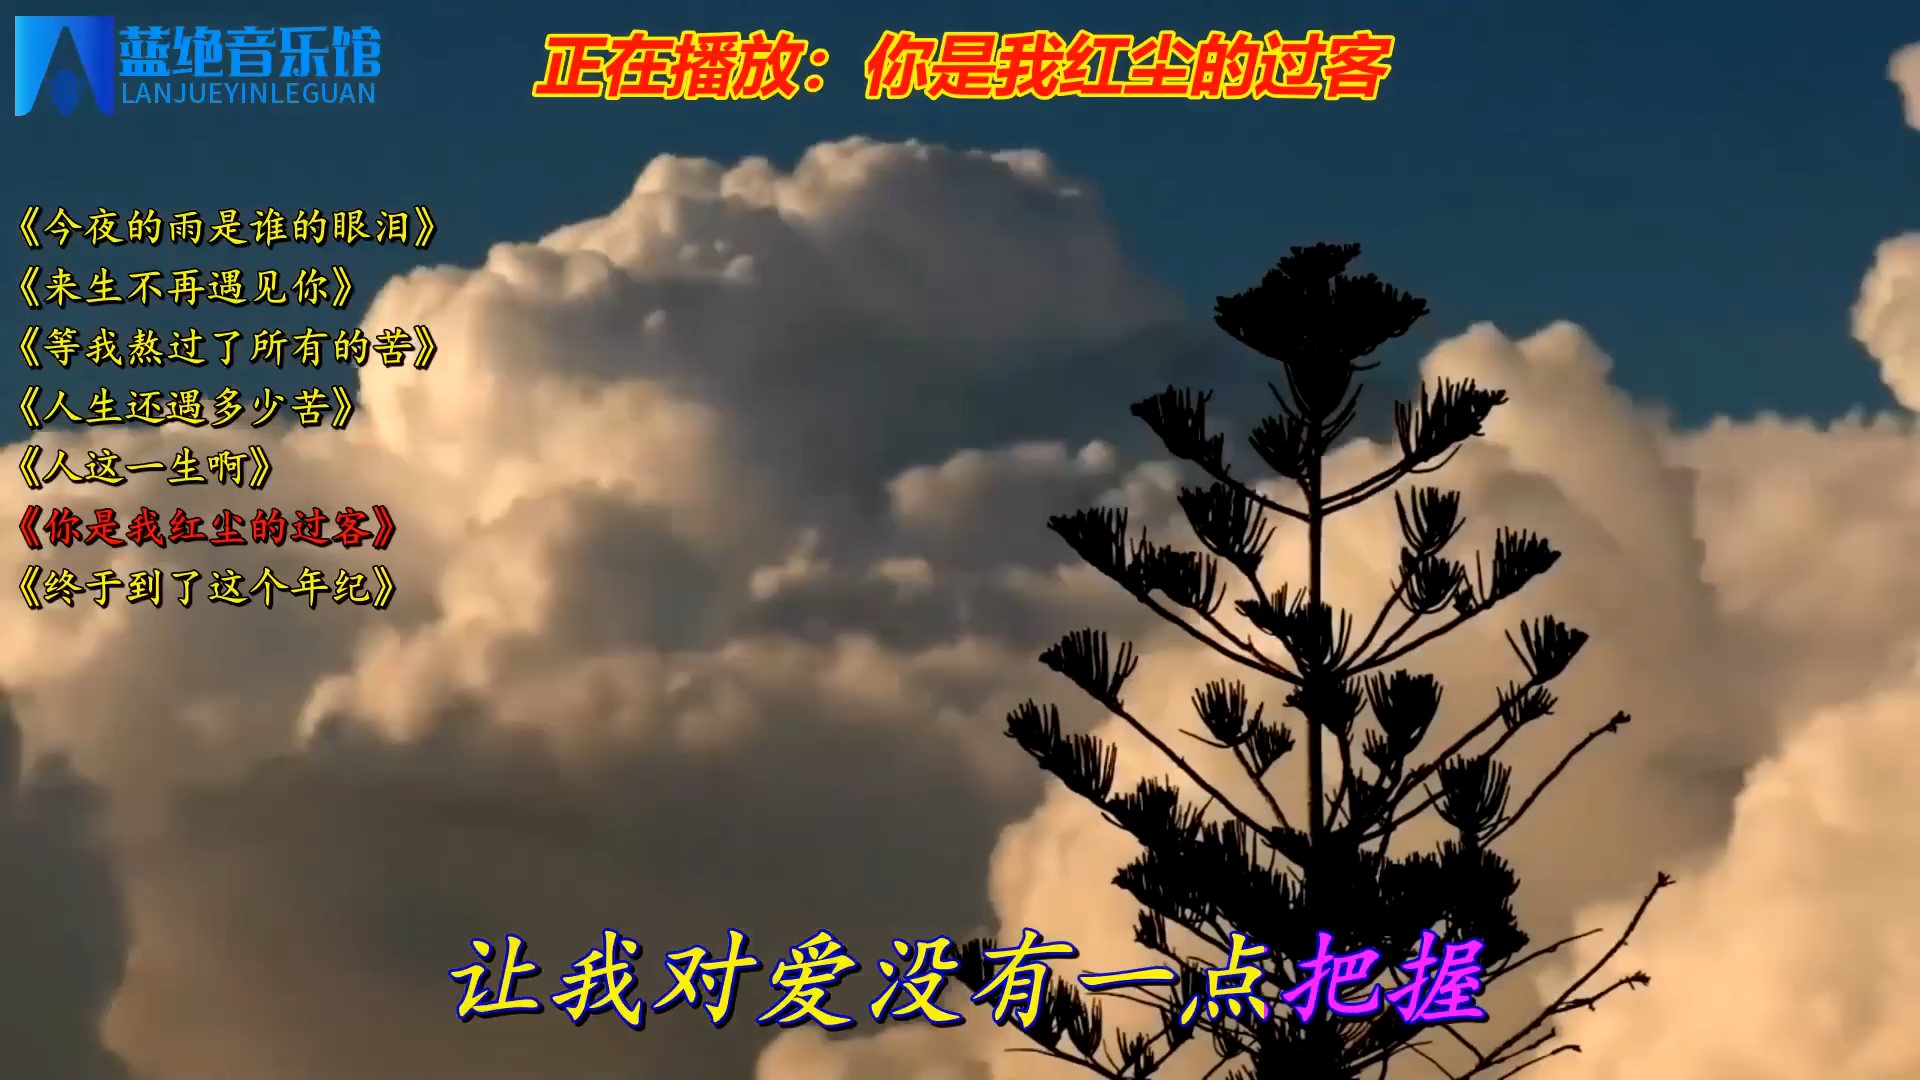 蓝绝音乐馆
LANJUEYINLEGUAN
正在播放：你是我红尘的过客
《今夜的雨是谁的眼泪》
《来生不再遇见你》
《等我熬过了所有的苦》
《人生还遇多少苦》
《人这一生啊》
《你是我红尘的过客》
《终于到了这个年纪》
让我对爱没有一点把握